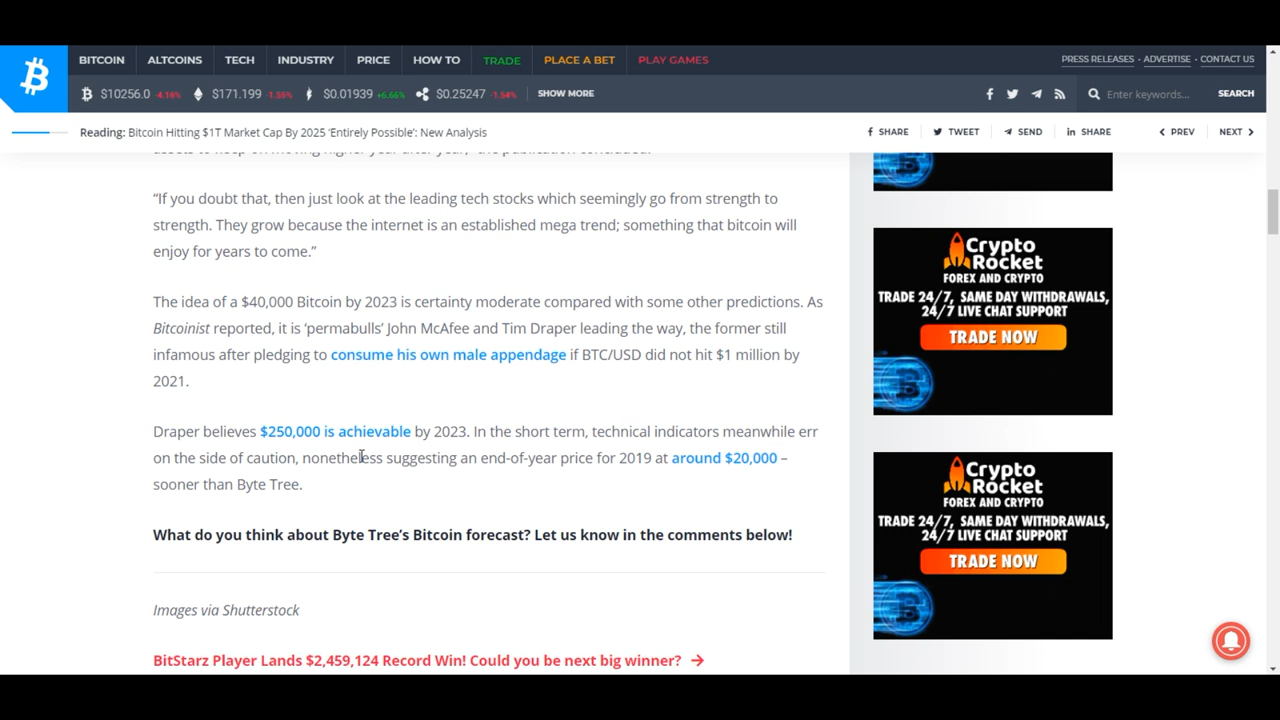 BITCOIN
ALTCOINS
TECH
INDUSTRY
PRICE
HOW TO
TRADE
PLACE A BET
PLAY GAMES
PRESS RELEASES • ADVERTISE • CONTACT US
$10256.0 -4.16%
$171.199 -1.55%
$0.01939 +6.66%
$0.25247 -1.54%
SHOW MORE
Enter keywords...
SEARCH
Reading: Bitcoin Hitting $1T Market Cap By 2025 ‘Entirely Possible’: New Analysis
SHARE
TWEET
SEND
SHARE
PREV
NEXT
assets to keep on moving higher year after year,” the publication concluded.
“If you doubt that, then just look at the leading tech stocks which seemingly go from strength to
strength. They grow because the internet is an established mega trend; something that bitcoin will
enjoy for years to come.”
The idea of a $40,000 Bitcoin by 2023 is certainty moderate compared with some other predictions. As
Bitcoinist reported, it is ‘permabulls’ John McAfee and Tim Draper leading the way, the former still
infamous after pledging to consume his own male appendage if BTC/USD did not hit $1 million by
2021.
Draper believes $250,000 is achievable by 2023. In the short term, technical indicators meanwhile err
on the side of caution, nonetheless suggesting an end-of-year price for 2019 at around $20,000 –
sooner than Byte Tree.
What do you think about Byte Tree’s Bitcoin forecast? Let us know in the comments below!
Images via Shutterstock
BitStarz Player Lands $2,459,124 Record Win! Could you be next big winner?
Crypto
Rocket
FOREX AND CRYPTO
TRADE 24/7, SAME DAY WITHDRAWALS,
24/7 LIVE CHAT SUPPORT
TRADE NOW
Crypto
Rocket
FOREX AND CRYPTO
TRADE 24/7, SAME DAY WITHDRAWALS,
24/7 LIVE CHAT SUPPORT
TRADE NOW